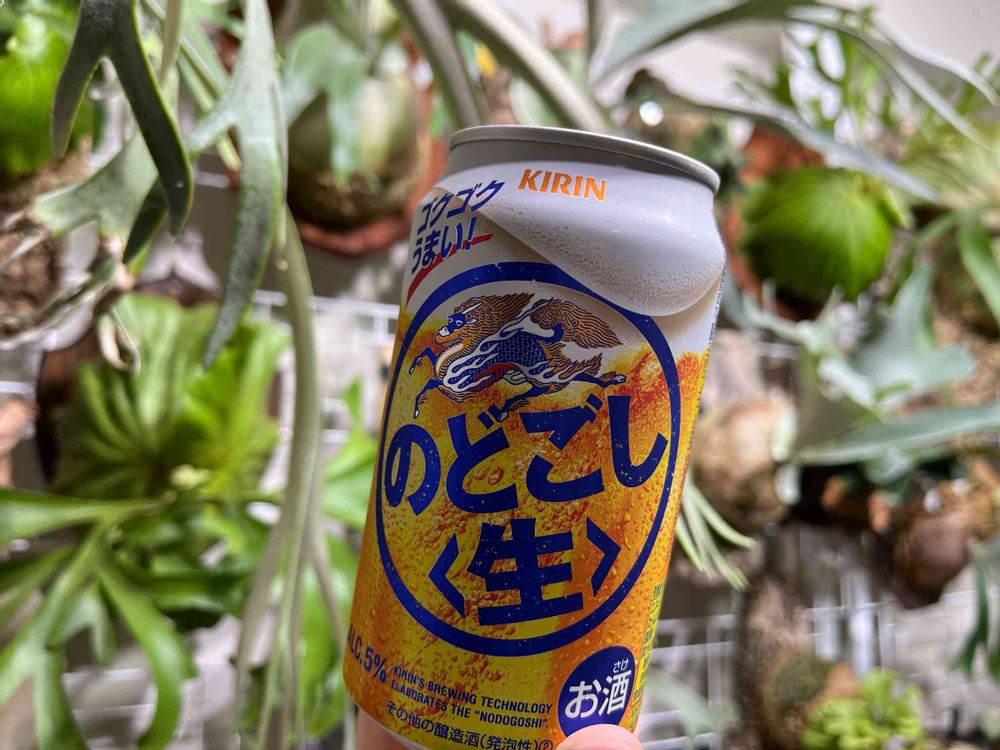 KIRIN
ゴクゴク
うまい!
のどごし
〈生〉
ALC.5%
KIRIN'S BREWING TECHNOLOGY
ELABORATES THE "NODOGOSHI"
さけ
お酒
その他の醸造酒(発泡性)②